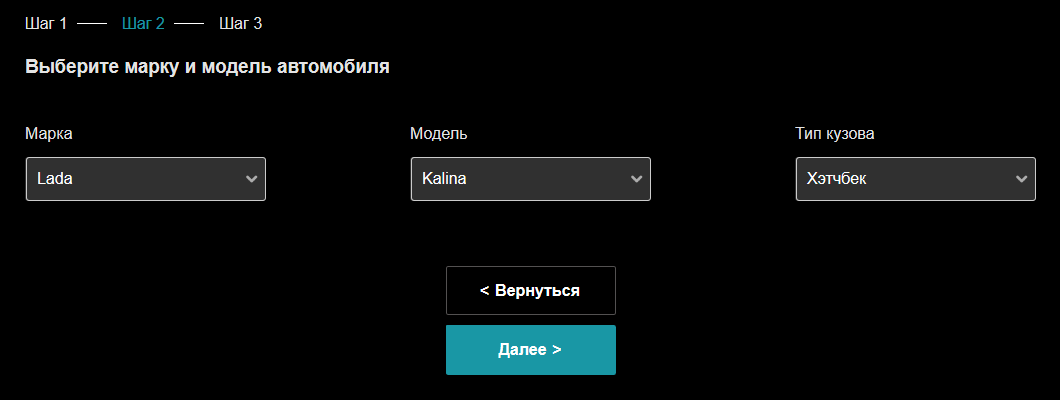 Шаг 1 Шаг 2 Шаг 3
Выберите марку и модель автомобиля
Марка Модель Тип кузова
Lada Kalina Хэтчбек
< Вернуться
Далее >